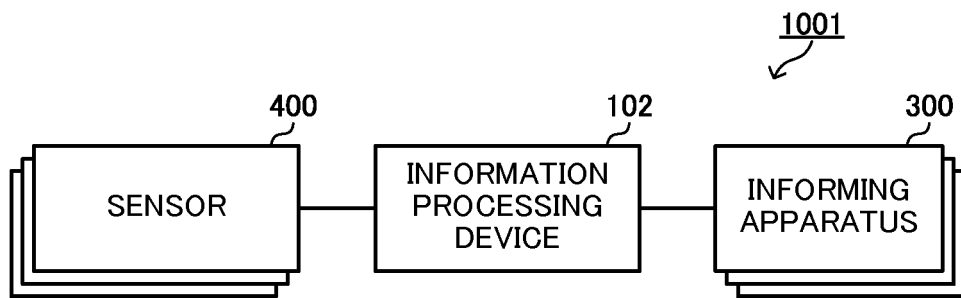 1001
400
102
300
SENSOR
INFORMATION
PROCESSING
DEVICE
INFORMING
APPARATUS